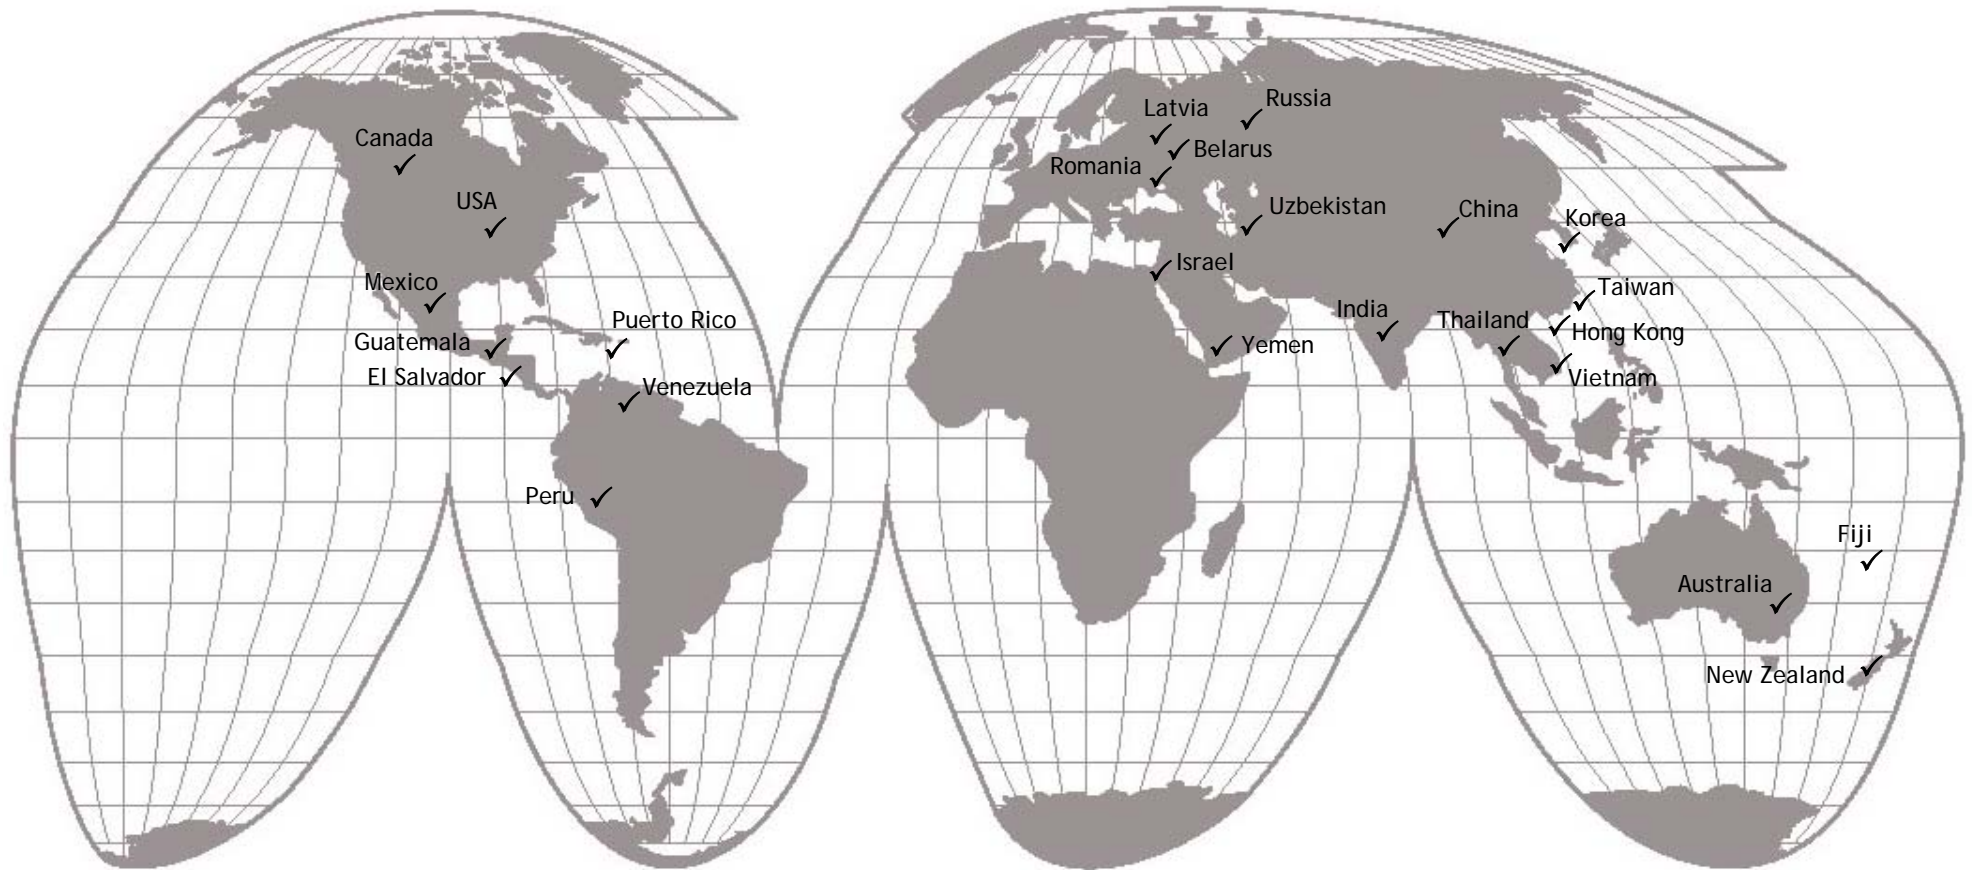 Canada
USA
Mexico
Guatemala
El Salvador
Puerto Rico
Venezuela
Peru
Latvia
Russia
Belarus
Romania
Uzbekistan
China
Korea
Israel
India
Thailand
Taiwan
Hong Kong
Yemen
Vietnam
Fiji
Australia
New Zealand